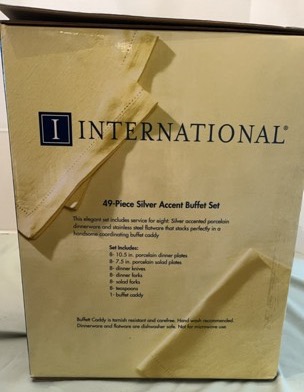 I INTERNATIONAL®
49-Piece Silver Accent Buffet Set
This elegant set includes service for eight: Silver accented porcelain
dinnerware and stainless steel flatware that stacks perfectly in a
handsome coordinating buffet caddy
Set Includes:
8- 10.5 in. porcelain dinner plates
8- 7.5 in. porcelain salad plates
8- dinner knives
8- dinner forks
8- salad forks
8- teaspoons
1- buffet caddy
Buffet Caddy is tarnish resistant and carefree. Hand wash recommended.
Dinnerware and flatware are dishwasher safe. Not for microwave use.